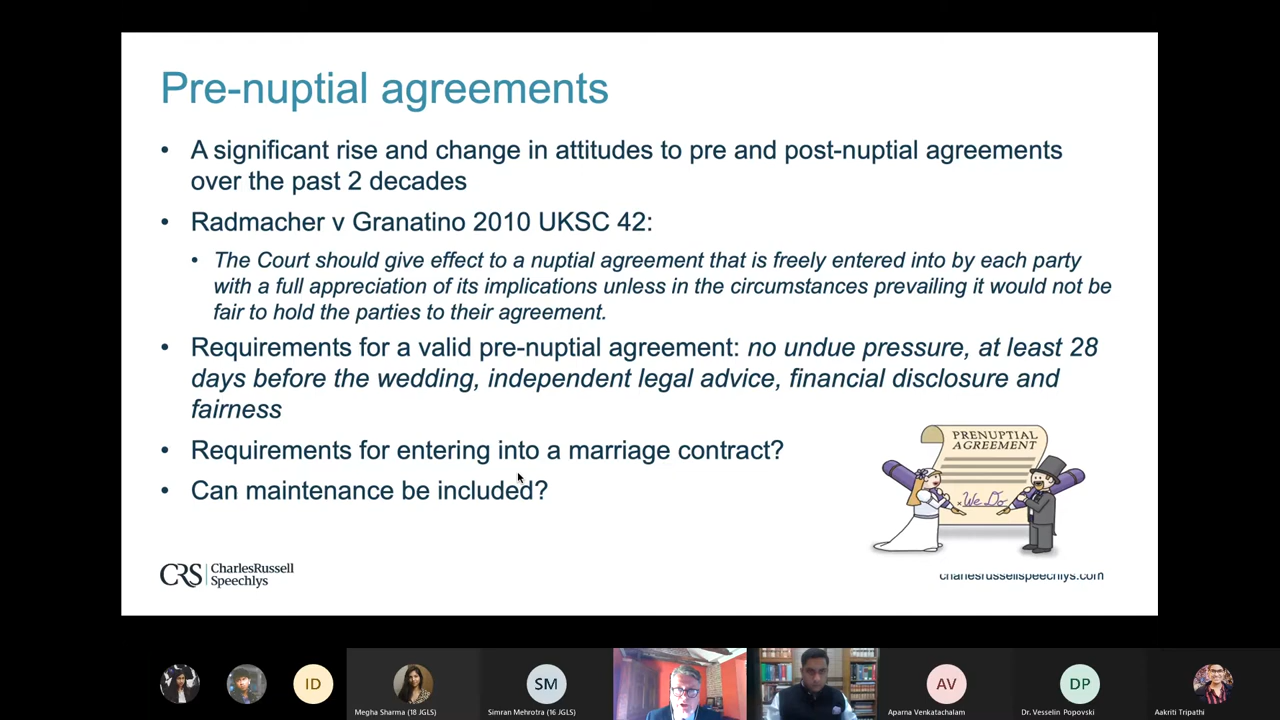 Pre-nuptial agreements
• A significant rise and change in attitudes to pre and post-nuptial agreements
over the past 2 decades
• Radmacher v Granatino 2010 UKSC 42:
• The Court should give effect to a nuptial agreement that is freely entered into by each party
with a full appreciation of its implications unless in the circumstances prevailing it would not be
fair to hold the parties to their agreement.
• Requirements for a valid pre-nuptial agreement: no undue pressure, at least 28
days before the wedding, independent legal advice, financial disclosure and
fairness
• Requirements for entering into a marriage contract?
• Can maintenance be included?
PRENUPTIAL
AGREEMENT
x We Do
CRS CharlesRussell
Speechlys
charlesrussellspeechlys.com
ID
SM
AV
DP
Megha Sharma (18 JGLS)
Simran Mehrotra (16 JGLS)
Aparna Venkatachalam
Dr. Vesselin Popovski
Aakriti Tripathi